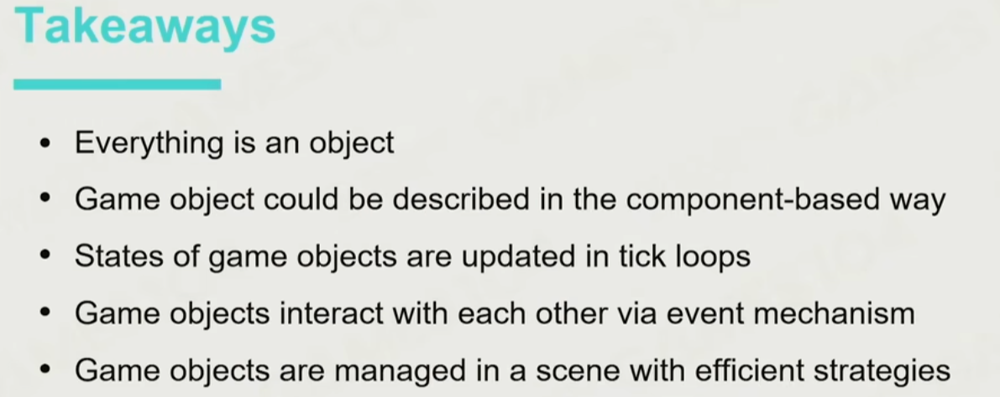 Takeaways
• Everything is an object
• Game object could be described in the component-based way
• States of game objects are updated in tick loops
• Game objects interact with each other via event mechanism
• Game objects are managed in a scene with efficient strategies